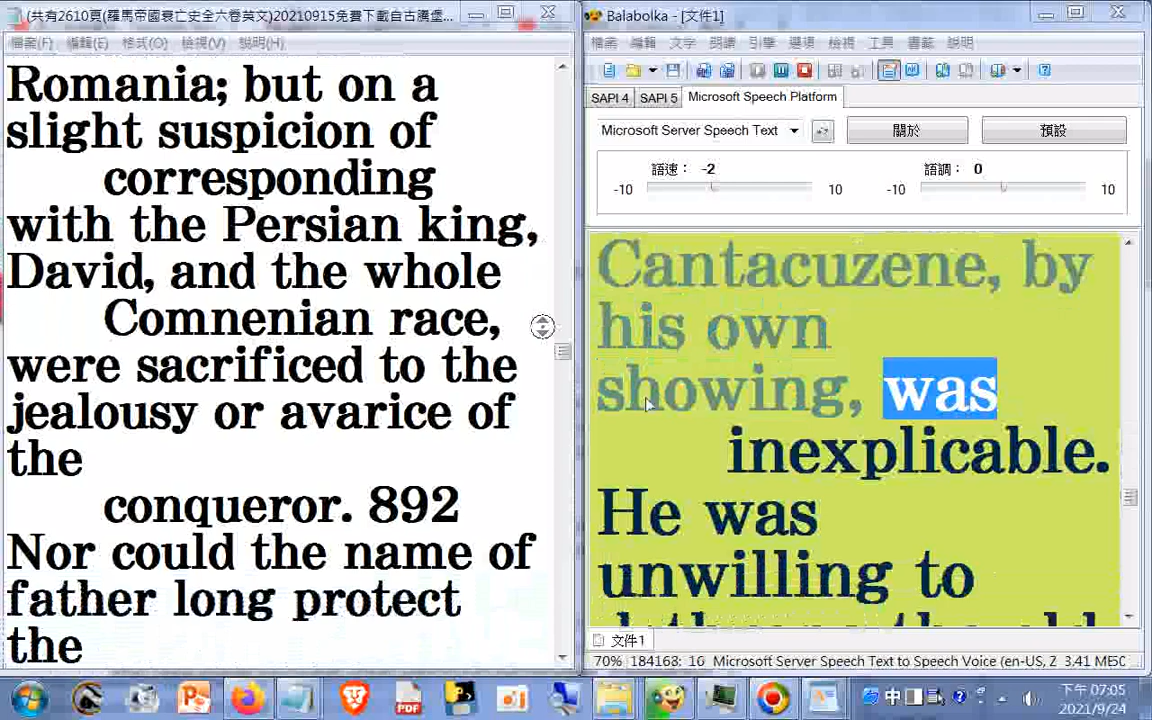 (共有2610頁(羅馬帝國衰亡史全六卷英文)20210915免費下載自古騰堡...
檔案(F) 編輯(E) 格式(O) 檢視(V) 說明(H)
Romania; but on a
slight suspicion of
corresponding
with the Persian king,
David, and the whole
Comnenian race,
were sacrificed to the
jealousy or avarice of
the
conqueror. 892
Nor could the name of
father long protect
the
Balabolka - [文件1]
檔案 編輯 文字 朗讀 引擎 選項 檢視 工具 書籤 說明
SAPI 4 SAPI 5 Microsoft Speech Platform
Microsoft Server Speech Text 關於 預設
語速： -2 語調： 0
-10 10 -10 10
Cantacuzene, by
his own
showing, was
inexplicable.
He was
unwilling to
文件1
70% 184168: 10 Microsoft Server Speech Text to Speech Voice (en-US, Z 3.41 ME
中
下午 07:05
2021/9/24